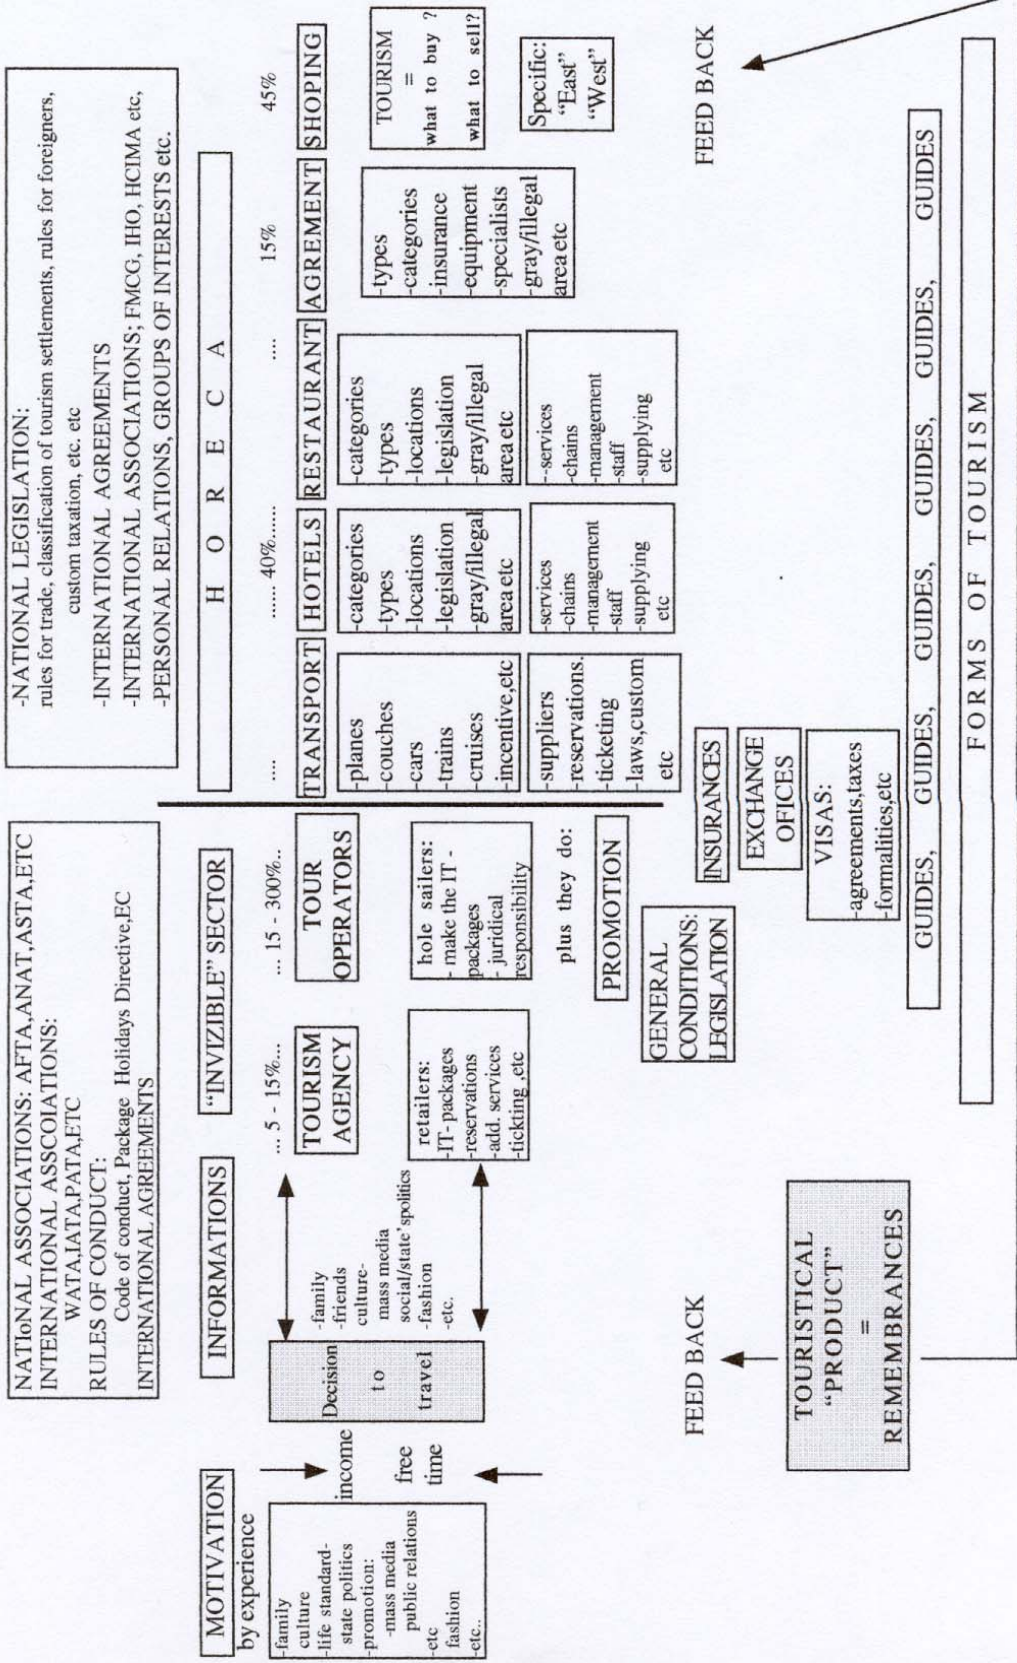 NATIoNAL ASSOCIATIONS: AFTA,ANAT,ASTA,ETC
INTERNATIONAL ASSCOIATIONS:
WATA,IATA,PATA,ETC
RULES OF CONDUCT:
Code of conduct, Package Holidays Directive,EC
INTERNATIONAL AGREEMENTS
-NATIONAL LEGISLATION:
rules for trade, classification of tourism settlements, rules for foreigners,
custom taxation, etc. etc
-INTERNATIONAL AGREEMENTS
-INTERNATIONAL ASSOCIATIONS; FMCG, IHO, HCIMA etc,
-PERSONAL RELATIONS, GROUPS OF INTERESTS etc.
MOTIVATION
by experience
-family
culture
-life standard-
state politics
-promotion:
-mass media
public relations
-etc
fashion
-etc..
income
free
time
INFORMATIONS
Decision
to
travel
-family
-friends
culture-
mass media
social/state'spolitics
-fashion
-etc.
"INVIZIBLE" SECTOR
... 5 - 15%...
... 15 - 300%..
TOURISM
AGENCY
TOUR
OPERATORS
retailers:
-IT-packages
-reservations
-add. services
-tickting ,etc
hole sailers:
- make the IT -
packages
- juridical
responsibility
plus they do:
PROMOTION
GENERAL
CONDITIONS:
LEGISLATION
INSURANCES
EXCHANGE
OFICES
VISAS:
-agreements,taxes
-formalities,etc
H O R E C A
....
...... 40%......
....
15%
45%
TRANSPORT
HOTELS
RESTAURANT
AGREMENT
SHOPING
-planes
-couches
-cars
-trains
-cruises
-incentive,etc
-suppliers
-reservations.
-ticketing
-laws,custom
etc
-categories
-types
-locations
-legislation
-gray/illegal
area etc
-services
-chains
-management
-staff
-supplying
etc
-categories
-types
-locations
-legislation
-gray/illegal
area etc
--services
-chains
-management
-staff
-supplying
etc
-types
-categories
-insurance
-equipment
-specialists
-gray/illegal
area etc
TOURISM
=
what to buy ?
what to sell?
Specific:
"East"
"West"
FEED BACK
FEED BACK
GUIDES, GUIDES, GUIDES, GUIDES, GUIDES, GUIDES
FORMS OF TOURISM
TOURISTICAL
"PRODUCT"
=
REMEMBRANCES